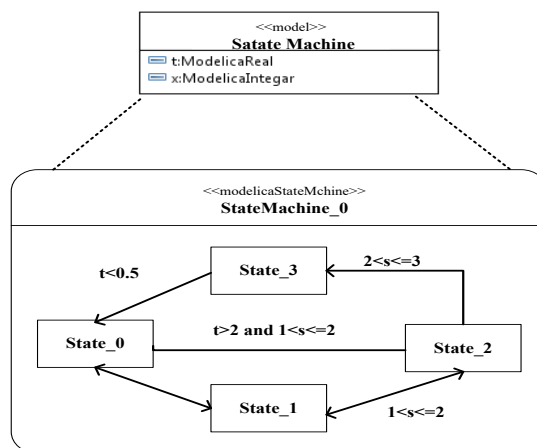 <<model>>
Satate Machine
t:ModelicaReal
x:ModelicaIntegar
<<modelicaStateMchine>>
StateMachine_0
t<0.5
State_3
2<s<=3
State_0
t>2 and 1<s<=2
State_2
State_1
1<s<=2